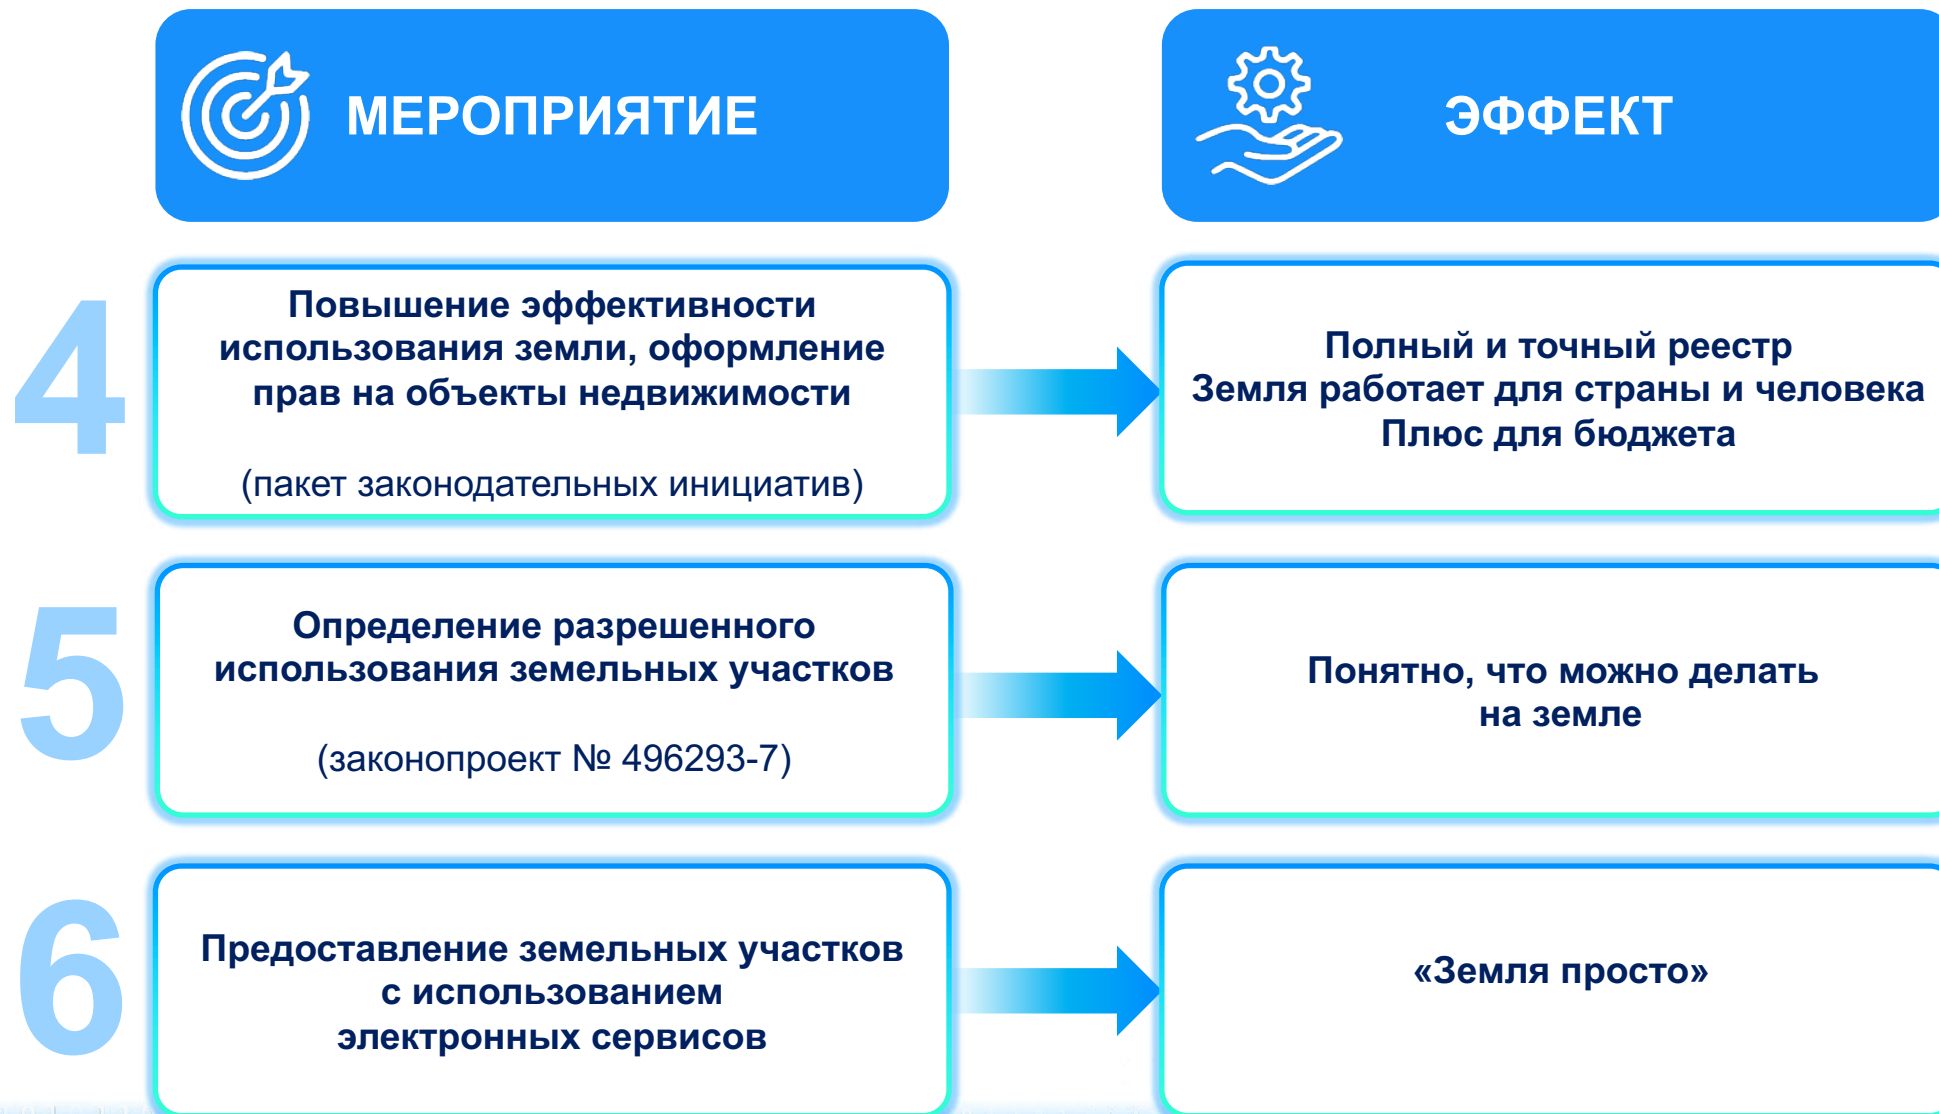 МЕРОПРИЯТИЕ
ЭФФЕКТ
4
Повышение эффективности
использования земли, оформление
прав на объекты недвижимости
(пакет законодательных инициатив)
Полный и точный реестр
Земля работает для страны и человека
Плюс для бюджета
5
Определение разрешенного
использования земельных участков
(законопроект № 496293-7)
Понятно, что можно делать
на земле
6
Предоставление земельных участков
с использованием
электронных сервисов
«Земля просто»